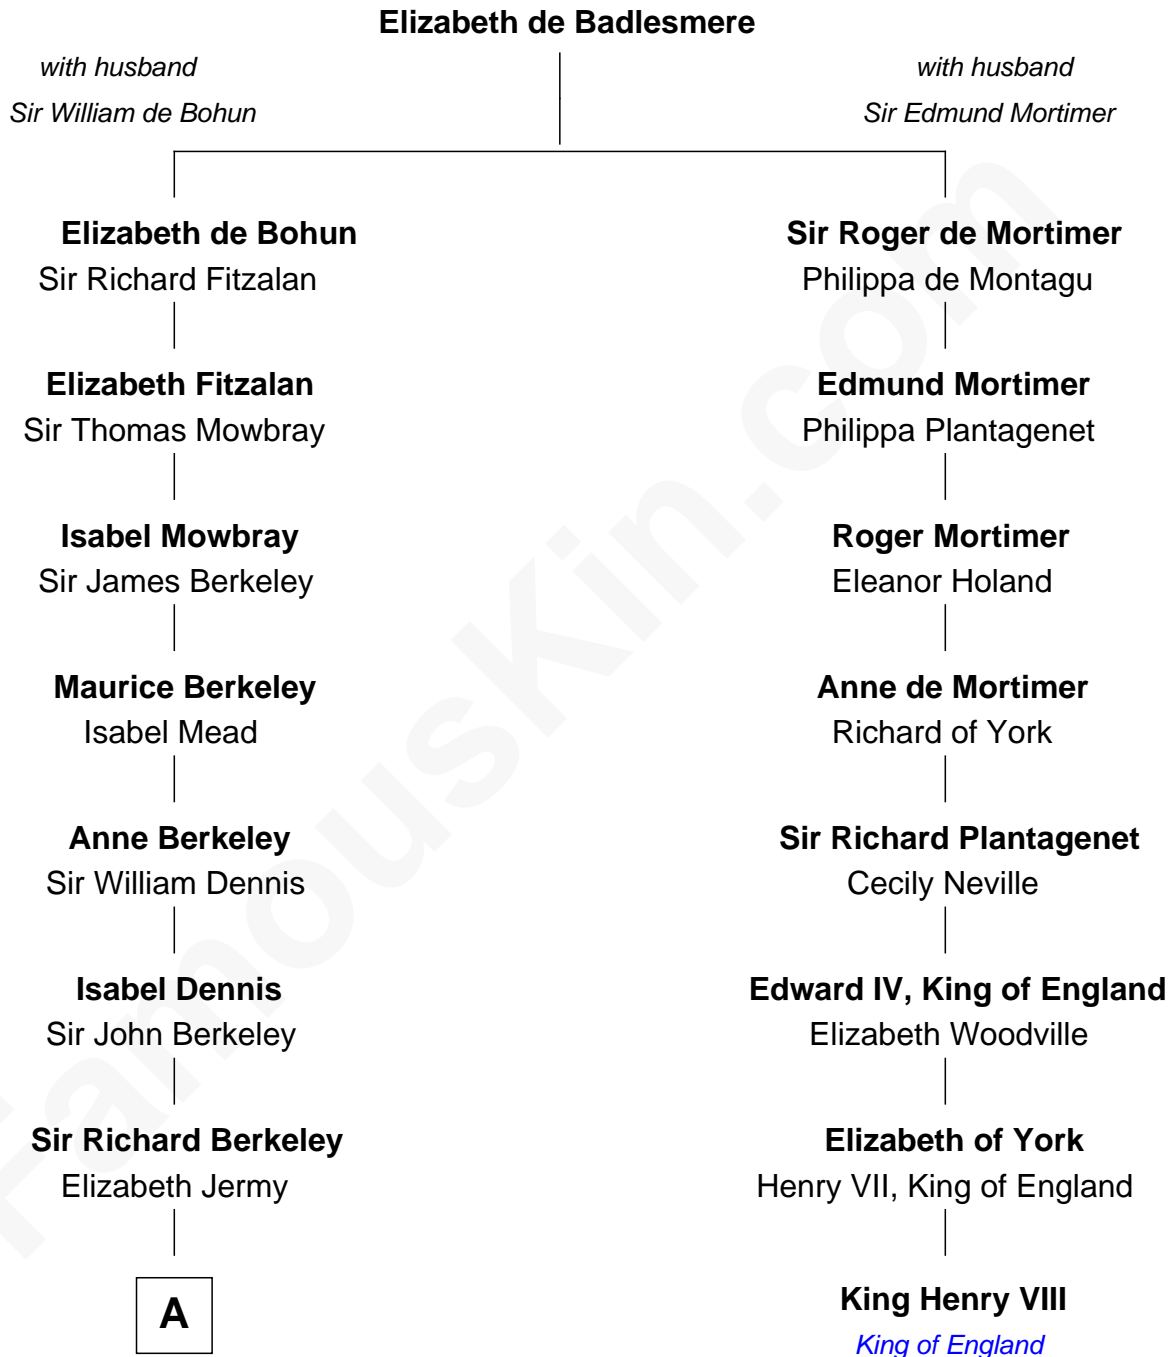 Elizabeth de Badlesmere
with husband
Sir William de Bohun
with husband
Sir Edmund Mortimer
Elizabeth de Bohun
Sir Richard Fitzalan
Sir Roger de Mortimer
Philippa de Montagu
Elizabeth Fitzalan
Sir Thomas Mowbray
Edmund Mortimer
Philippa Plantagenet
Isabel Mowbray
Sir James Berkeley
Roger Mortimer
Eleanor Holand
Maurice Berkeley
Isabel Mead
Anne de Mortimer
Richard of York
Anne Berkeley
Sir William Dennis
Sir Richard Plantagenet
Cecily Neville
Isabel Dennis
Sir John Berkeley
Edward IV, King of England
Elizabeth Woodville
Sir Richard Berkeley
Elizabeth Jermy
Elizabeth of York
Henry VII, King of England
A
King Henry VIII
King of England
FamousKin.com